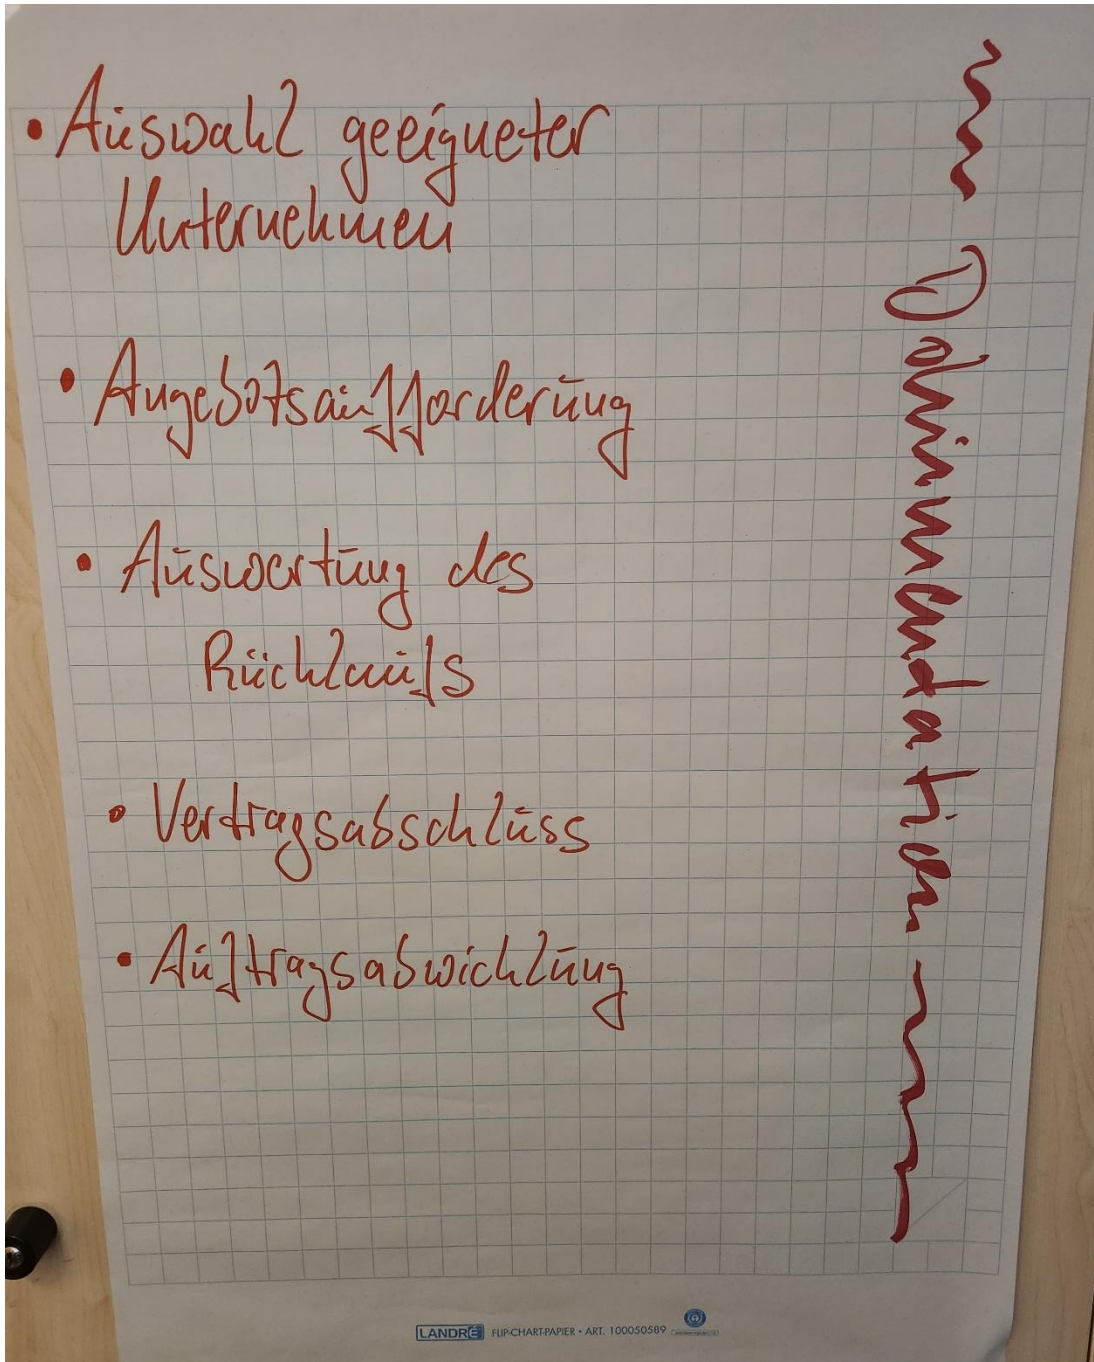 • Auswahl geeigneter
Unternehmen
• Angebotsaufforderung
• Auswertung des
Rücklaufs
• Vertragsabschluss
• Auftragsabwicklung
Dokumentation
LANDRÉ FLIP-CHART-PAPIER • ART. 100050589